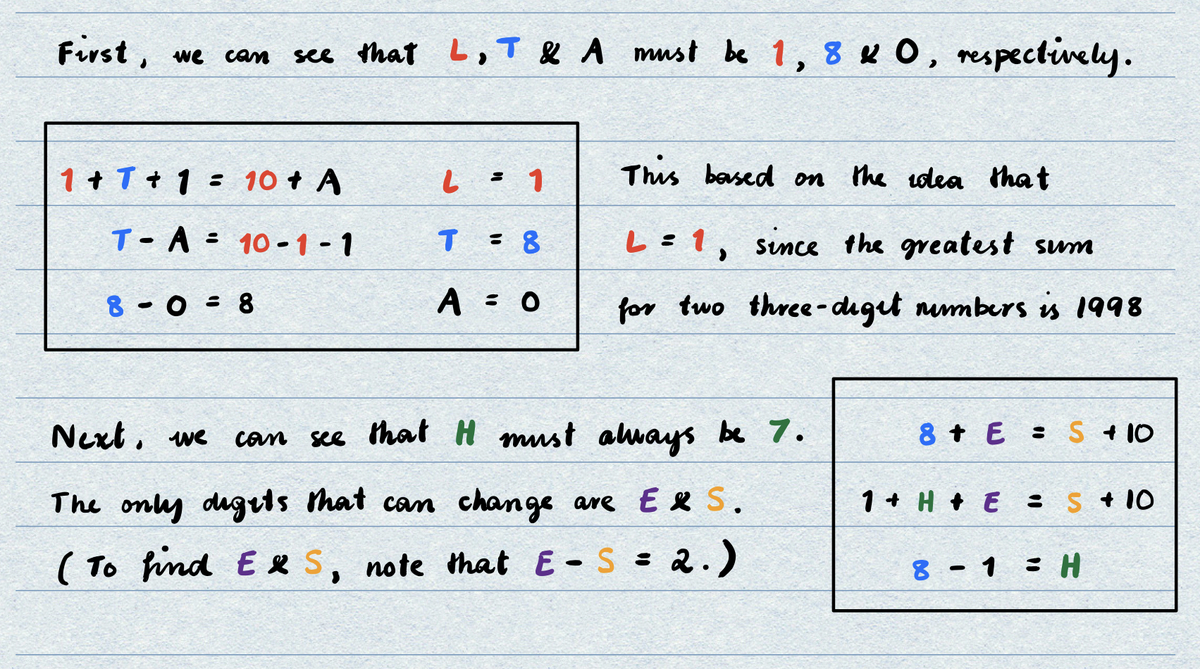 First, we can see that L, T & A must be 1, 8 & 0, respectively.
1 + T + 1 = 10 + A L = 1
T - A = 10 - 1 - 1 T = 8
8 - 0 = 8 A = 0
This based on the idea that
L = 1, since the greatest sum
for two three-digit numbers is 1998
Next, we can see that H must always be 7.
The only digits that can change are E & S.
(To find E & S, note that E - S = 2.)
8 + E = S + 10
1 + H + E = S + 10
8 - 1 = H